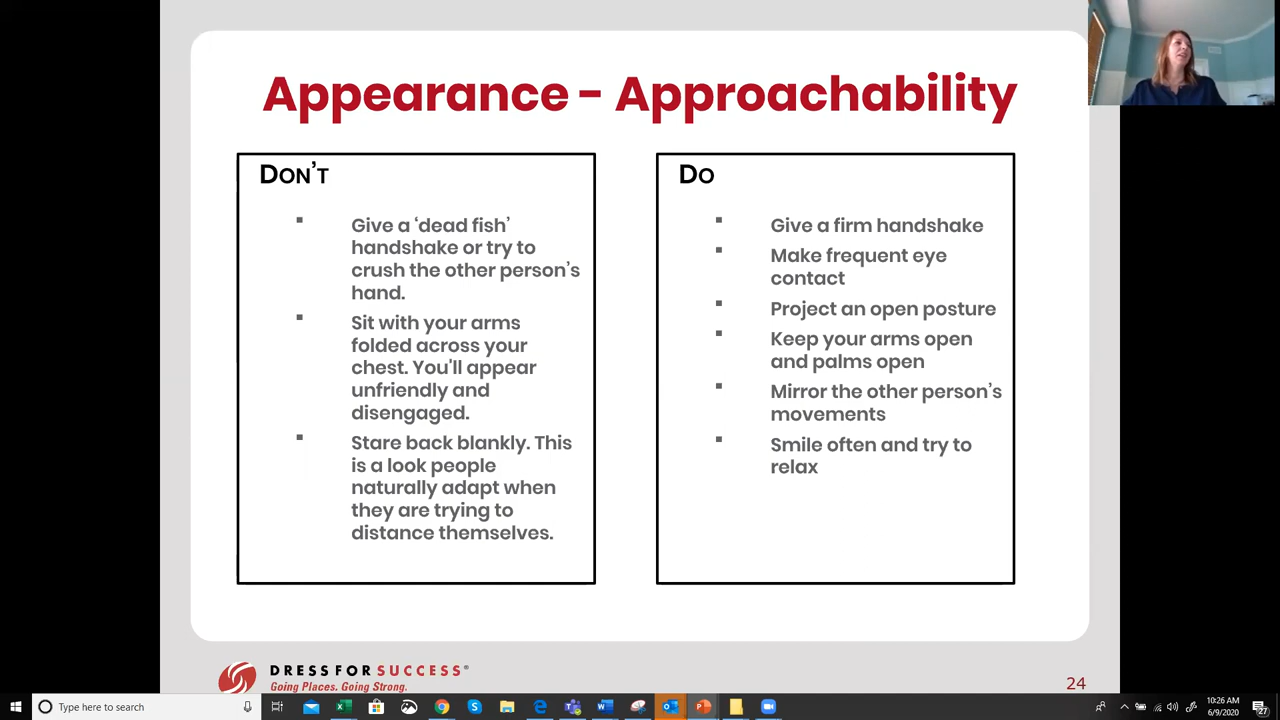 Appearance - Approachability
DON'T
Give a ‘dead fish’
handshake or try to
crush the other person’s
hand.
Sit with your arms
folded across your
chest. You'll appear
unfriendly and
disengaged.
Stare back blankly. This
is a look people
naturally adapt when
they are trying to
distance themselves.
DO
Give a firm handshake
Make frequent eye
contact
Project an open posture
Keep your arms open
and palms open
Mirror the other person’s
movements
Smile often and try to
relax
DRESS FOR SUCCESS®
Going Places. Going Strong.
24
Type here to search
10:26 AM
6/9/2020
27